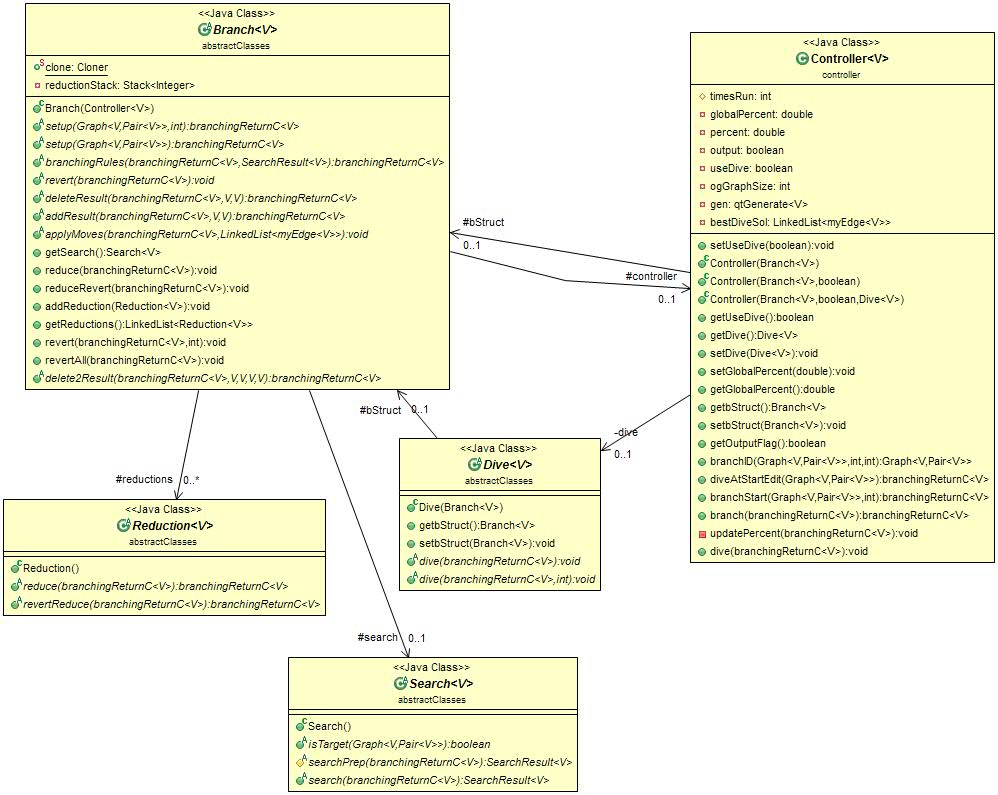 <<Java Class>>
Branch<V>
abstractClasses
clone: Cloner
reductionStack: Stack<Integer>
Branch(Controller<V>)
setup(Graph<V,Pair<V>>,int):branchingReturnC<V>
setup(Graph<V,Pair<V>>):branchingReturnC<V>
branchingRules(branchingReturnC<V>,SearchResult<V>):branchingReturnC<V>
revert(branchingReturnC<V>):void
deleteResult(branchingReturnC<V>,V,V):branchingReturnC<V>
addResult(branchingReturnC<V>,V,V):branchingReturnC<V>
applyMoves(branchingReturnC<V>,LinkedList<myEdge<V>>):void
getSearch():Search<V>
reduce(branchingReturnC<V>):void
reduceRevert(branchingReturnC<V>):void
addReduction(Reduction<V>):void
getReductions():LinkedList<Reduction<V>>
revert(branchingReturnC<V>,int):void
revertAll(branchingReturnC<V>):void
delete2Result(branchingReturnC<V>,V,V,V,V):branchingReturnC<V>
<<Java Class>>
Controller<V>
controller
timesRun: int
globalPercent: double
percent: double
output: boolean
useDive: boolean
ogGraphSize: int
gen: qtGenerate<V>
bestDiveSol: LinkedList<myEdge<V>>
setUseDive(boolean):void
Controller(Branch<V>)
Controller(Branch<V>,boolean)
Controller(Branch<V>,boolean,Dive<V>)
getUseDive():boolean
getDive():Dive<V>
setDive(Dive<V>):void
setGlobalPercent(double):void
getGlobalPercent():double
getbStruct():Branch<V>
setbStruct(Branch<V>):void
getOutputFlag():boolean
branchID(Graph<V,Pair<V>>,int,int):Graph<V,Pair<V>>
diveAtStartEdit(Graph<V,Pair<V>>):branchingReturnC<V>
branchStart(Graph<V,Pair<V>>,int):branchingReturnC<V>
branch(branchingReturnC<V>):branchingReturnC<V>
updatePercent(branchingReturnC<V>):void
dive(branchingReturnC<V>):void
#bStruct
0..1
#controller
0..1
#bStruct
0..1
-dive
0..1
#reductions
0..*
#search
0..1
<<Java Class>>
Dive<V>
abstractClasses
Dive(Branch<V>)
getbStruct():Branch<V>
setbStruct(Branch<V>):void
dive(branchingReturnC<V>):void
dive(branchingReturnC<V>,int):void
<<Java Class>>
Reduction<V>
abstractClasses
Reduction()
reduce(branchingReturnC<V>):branchingReturnC<V>
revertReduce(branchingReturnC<V>):branchingReturnC<V>
<<Java Class>>
Search<V>
abstractClasses
Search()
isTarget(Graph<V,Pair<V>>):boolean
searchPrep(branchingReturnC<V>):SearchResult<V>
search(branchingReturnC<V>):SearchResult<V>